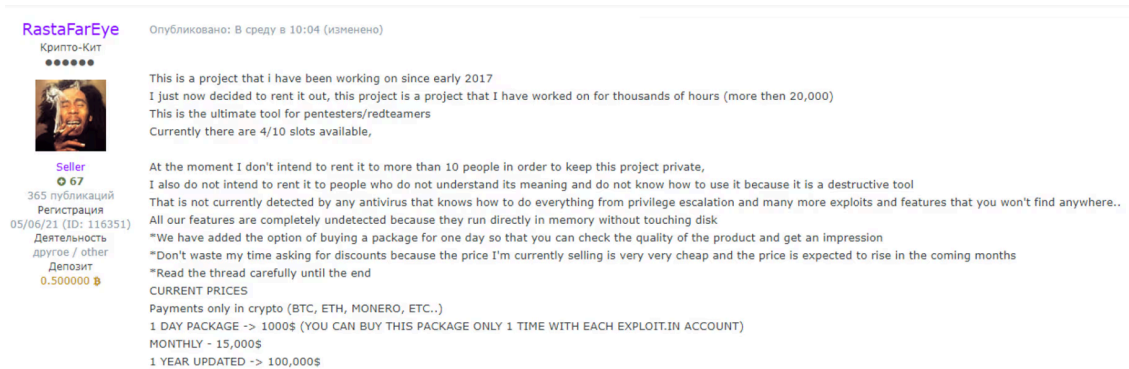 RastaFarEye
Крипто-Кит
Seller
67
365 публикаций
Регистрация
05/06/21 (ID: 116351)
Деятельность
другое / other
Депозит
0.500000 ₿
Опубликовано: В среду в 10:04 (изменено)
This is a project that i have been working on since early 2017
I just now decided to rent it out, this project is a project that I have worked on for thousands of hours (more then 20,000)
This is the ultimate tool for pentesters/redteamers
Currently there are 4/10 slots available,
At the moment I don't intend to rent it to more than 10 people in order to keep this project private,
I also do not intend to rent it to people who do not understand its meaning and do not know how to use it because it is a destructive tool
That is not currently detected by any antivirus that knows how to do everything from privilege escalation and many more exploits and features that you won't find anywhere..
All our features are completely undetected because they run directly in memory without touching disk
*We have added the option of buying a package for one day so that you can check the quality of the product and get an impression
*Don't waste my time asking for discounts because the price I'm currently selling is very very cheap and the price is expected to rise in the coming months
*Read the thread carefully until the end
CURRENT PRICES
Payments only in crypto (BTC, ETH, MONERO, ETC..)
1 DAY PACKAGE -> 1000$ (YOU CAN BUY THIS PACKAGE ONLY 1 TIME WITH EACH EXPLOIT.IN ACCOUNT)
MONTHLY - 15,000$
1 YEAR UPDATED -> 100,000$